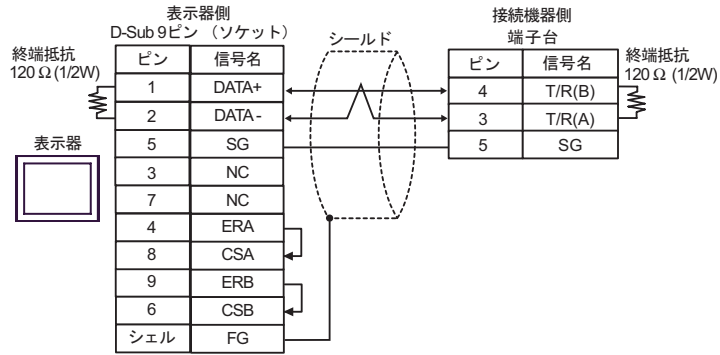 表示器側
D-Sub 9ピン （ソケット）
終端抵抗
120 Ω (1/2W)
ピン 信号名
1 DATA+
2 DATA-
5 SG
3 NC
7 NC
4 ERA
8 CSA
9 ERB
6 CSB
シェル FG
表示器
シールド
接続機器側
端子台
ピン 信号名
4 T/R(B)
3 T/R(A)
5 SG
終端抵抗
120 Ω (1/2W)